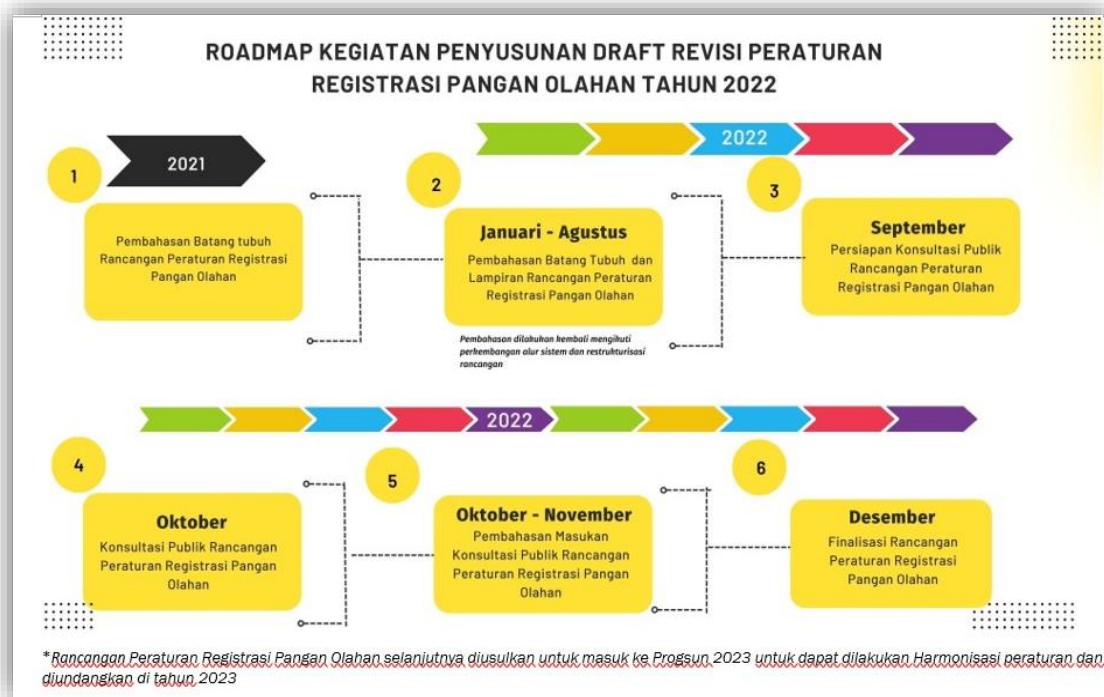 ROADMAP KEGIATAN PENYUSUNAN DRAFT REVISI PERATURAN
REGISTRASI PANGAN OLAHAN TAHUN 2022
1
2021
Pembahasan Batang tubuh
Rancangan Peraturan Registrasi
Pangan Olahan
2022
2
Januari - Agustus
Pembahasan Batang Tubuh dan
Lampiran Rancangan Peraturan
Registrasi Pangan Olahan
Pembahasan dilakukan kembali mengikuti
perkembangan alur sistem dan restrukturisasi
rancangan
3
September
Persiapan Konsultasi Publik
Rancangan Peraturan
Registrasi Pangan Olahan
2022
4
Oktober
Konsultasi Publik Rancangan
Peraturan Registrasi Pangan
Olahan
5
Oktober - November
Pembahasan Masukan
Konsultasi Publik Rancangan
Peraturan Registrasi Pangan
Olahan
6
Desember
Finalisasi Rancangan
Peraturan Registrasi
Pangan Olahan
*Rancangan Peraturan Registrasi Pangan Olahan selanjutnya diusulkan untuk masuk ke Progsun 2023 untuk dapat dilakukan Harmonisasi peraturan dan
diundangkan di tahun 2023